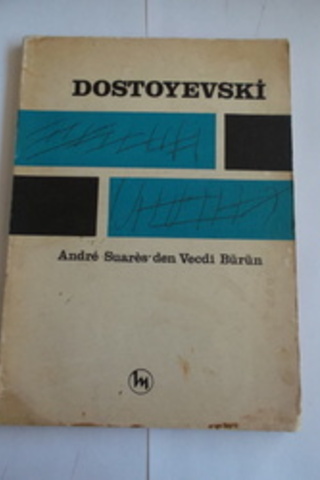 DOSTOYEVSKİ
André Suarès'den Vecdi Bürün